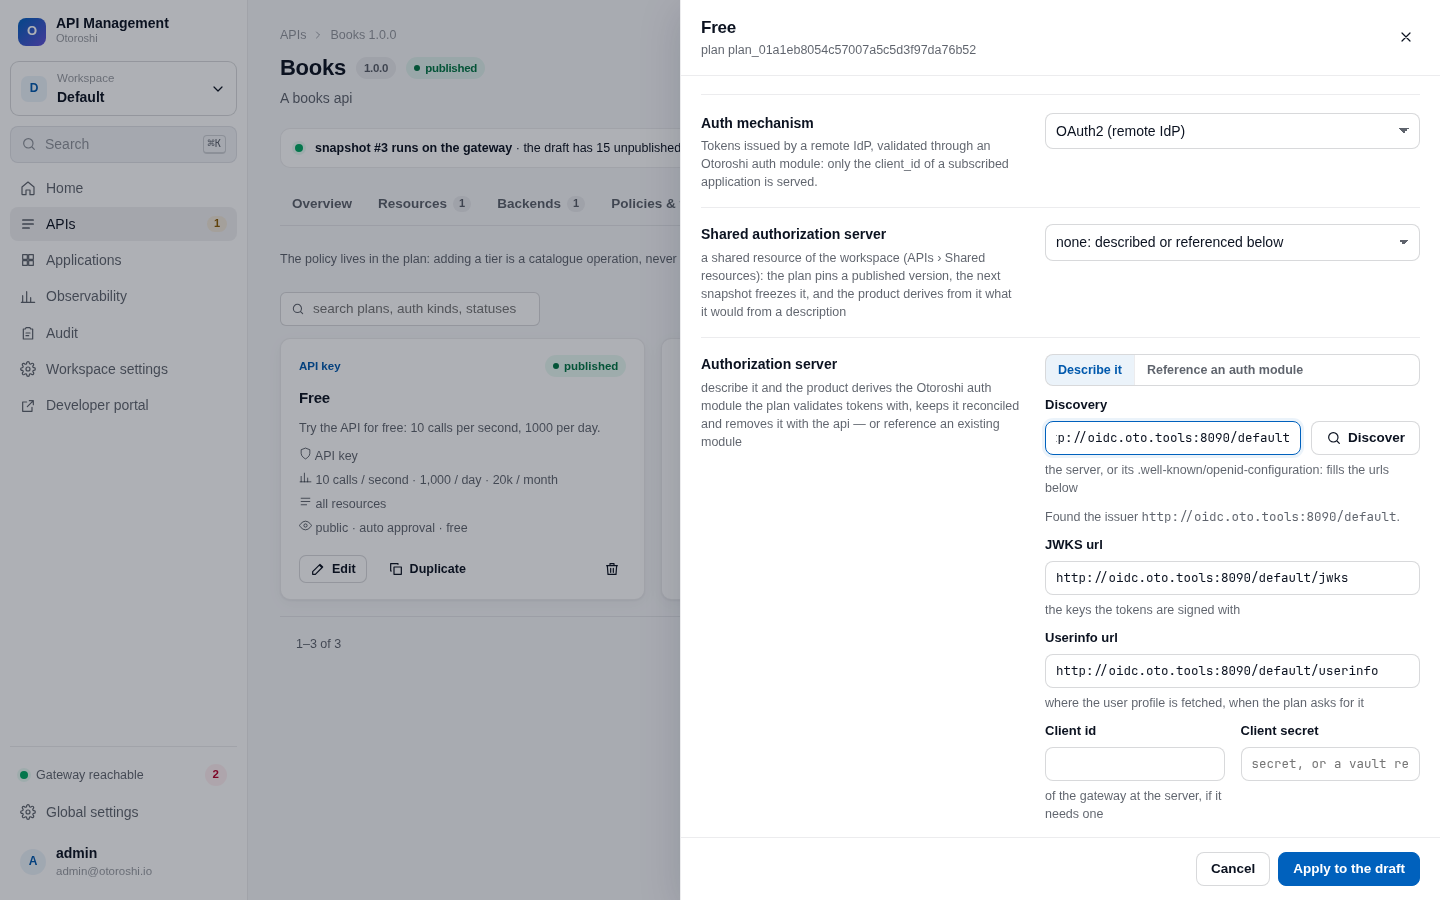 O
API Management
Otoroshi
D
Workspace
Default
Search
⌘K
Home
APIs
1
Applications
Observability
Audit
Workspace settings
Developer portal
Gateway reachable
2
Global settings
A
admin
admin@otoroshi.io
APIs
Books 1.0.0
Books
1.0.0
published
A books api
snapshot #3 runs on the gateway · the draft has 15 unpublished
Overview
Resources 1
Backends 1
Policies &
The policy lives in the plan: adding a tier is a catalogue operation, never
search plans, auth kinds, statuses
API key
published
Free
Try the API for free: 10 calls per second, 1000 per day.
API key
10 calls / second · 1,000 / day · 20k / month
all resources
public · auto approval · free
Edit
Duplicate
1–3 of 3
Free
plan plan_01a1eb8054c57007a5c5d3f97da76b52
Auth mechanism
Tokens issued by a remote IdP, validated through an
Otoroshi auth module: only the client_id of a subscribed
application is served.
OAuth2 (remote IdP)
Shared authorization server
a shared resource of the workspace (APIs › Shared
resources): the plan pins a published version, the next
snapshot freezes it, and the product derives from it what
it would from a description
none: described or referenced below
Authorization server
describe it and the product derives the Otoroshi auth
module the plan validates tokens with, keeps it reconciled
and removes it with the api — or reference an existing
module
Describe it
Reference an auth module
Discovery
p://oidc.oto.tools:8090/default
Discover
the server, or its .well-known/openid-configuration: fills the urls
below
Found the issuer http://oidc.oto.tools:8090/default.
JWKS url
http://oidc.oto.tools:8090/default/jwks
the keys the tokens are signed with
Userinfo url
http://oidc.oto.tools:8090/default/userinfo
where the user profile is fetched, when the plan asks for it
Client id
Client secret
secret, or a vault re
of the gateway at the server, if it
needs one
Cancel
Apply to the draft